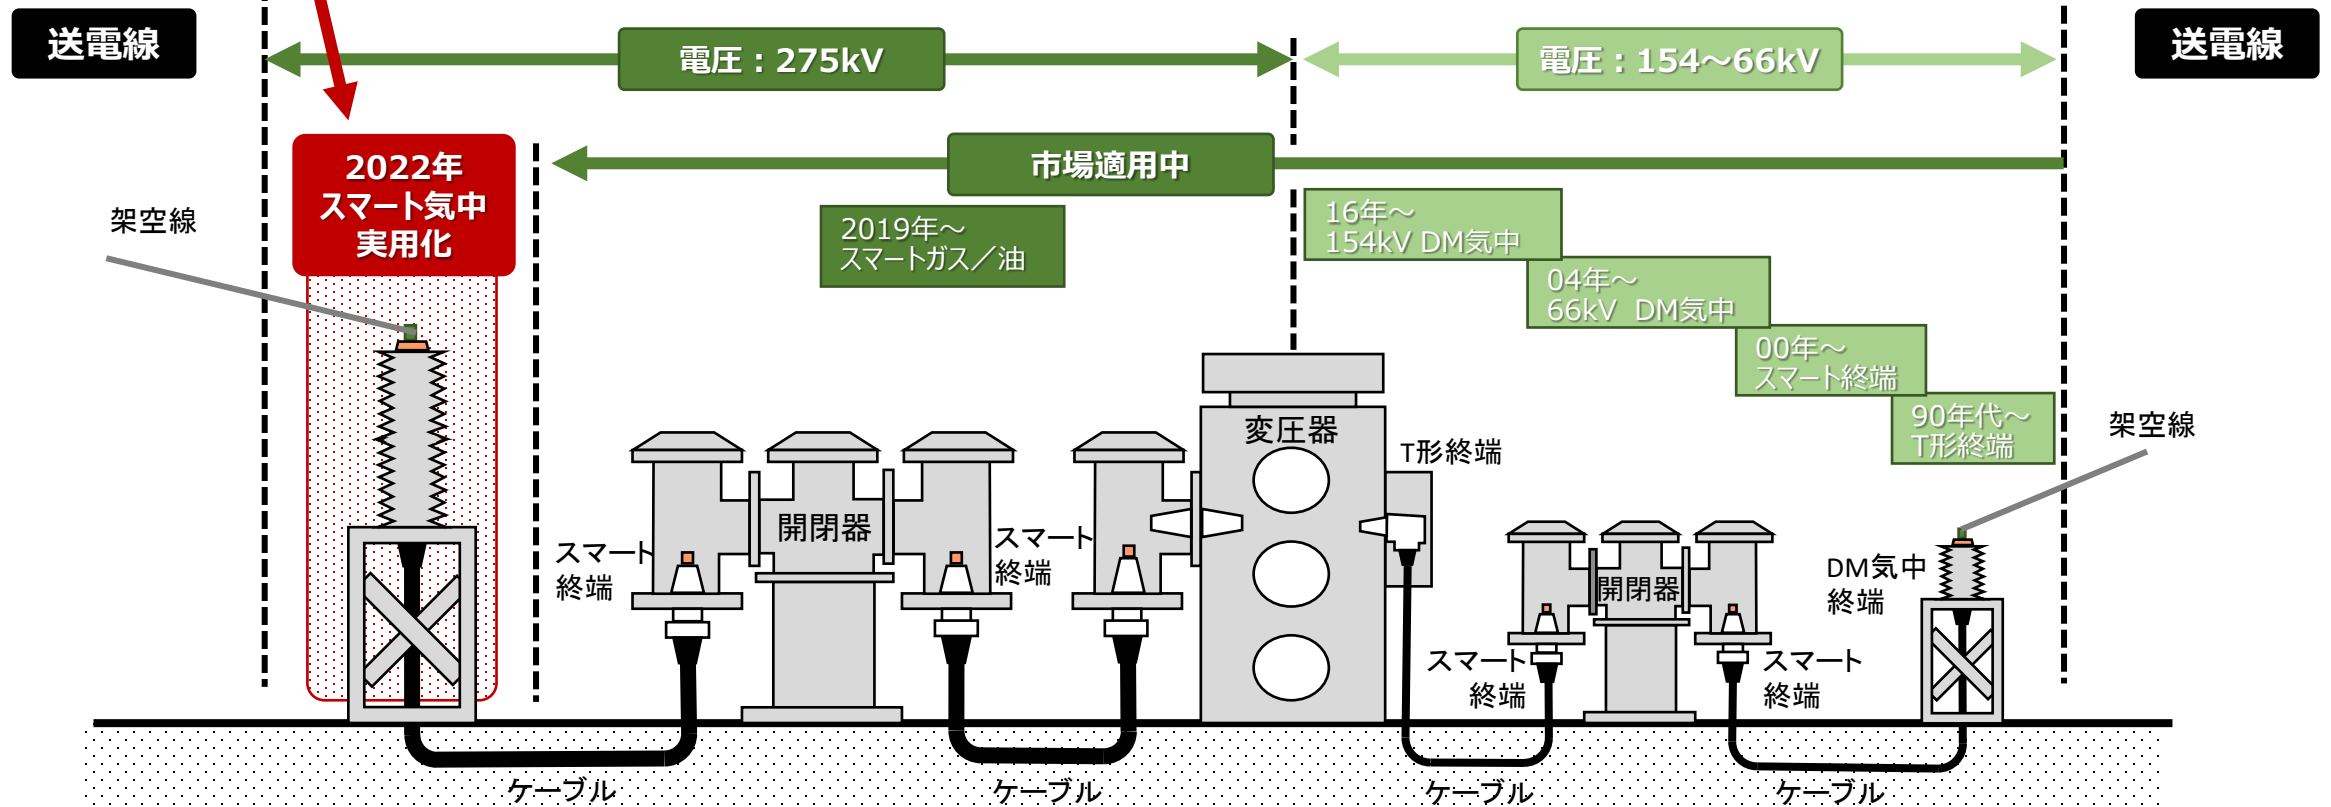 送電線
電圧：275kV
電圧：154～66kV
送電線
2022年
スマート気中
実用化
市場適用中
架空線
2019年～
スマートガス／油
16年～
154kV DM気中
04年～
66kV DM気中
00年～
スマート終端
90年代～
T形終端
架空線
変圧器
T形終端
開閉器
スマート
終端
スマート
終端
開閉器
DM気中
終端
スマート
終端
スマート
終端
ケーブル
ケーブル
ケーブル
ケーブル